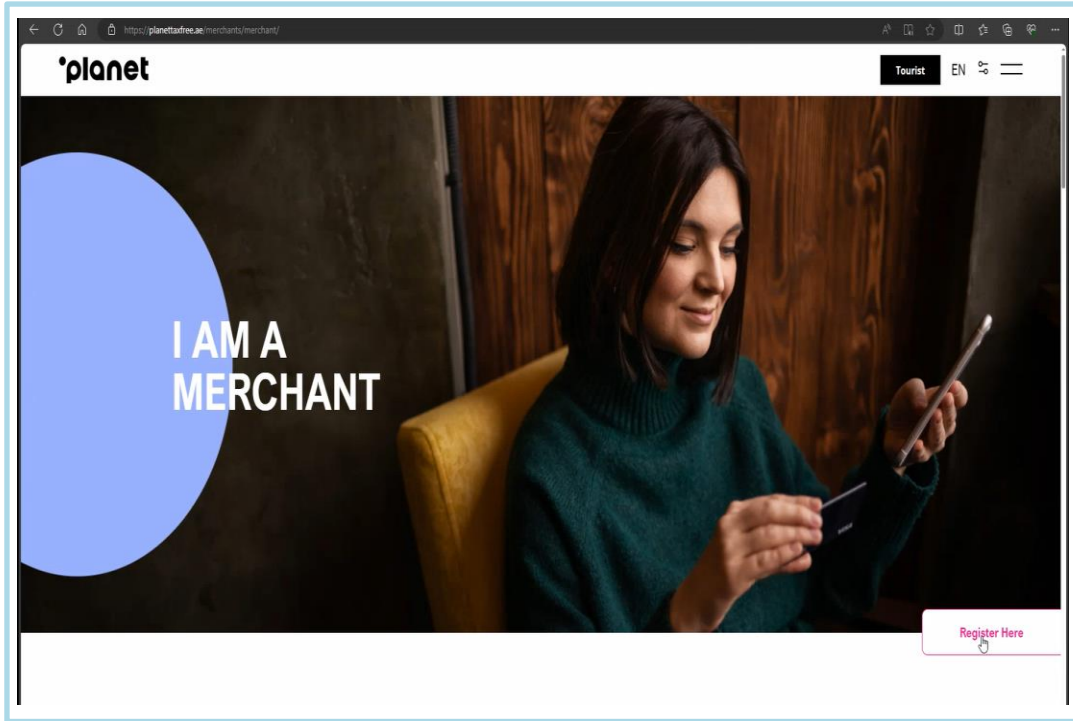 https://planettaxfree.ae/merchants/merchant/
planet
Tourist
EN
I AM A
MERCHANT
Register Here